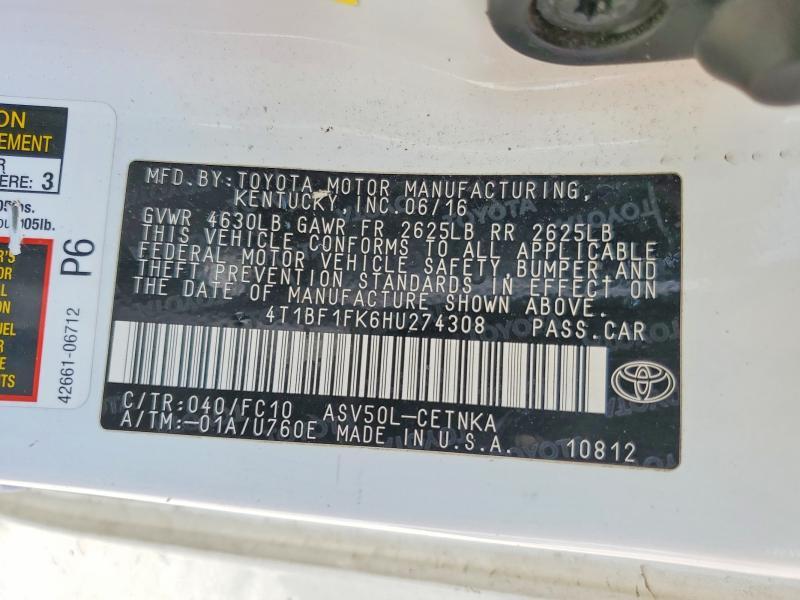 MFD. BY: TOYOTA MOTOR MANUFACTURING,
KENTUCKY, INC. 06/16
GVWR 4630LB GAWR FR 2625LB RR 2625LB
THIS VEHICLE CONFORMS TO ALL APPLICABLE
FEDERAL MOTOR VEHICLE SAFETY, BUMPER, AND
THEFT PREVENTION STANDARDS IN EFFECT ON
THE DATE OF MANUFACTURE SHOWN ABOVE.
4T1BF1FK6HU274308 PASS.CAR
C/TR:040/FC10 ASV50L-CETNKA
A/TM:-01A/U760E MADE IN U.S.A. 10812
P6
42661-06712
ON
EMENT
R
ÈRE: 3
005lb.